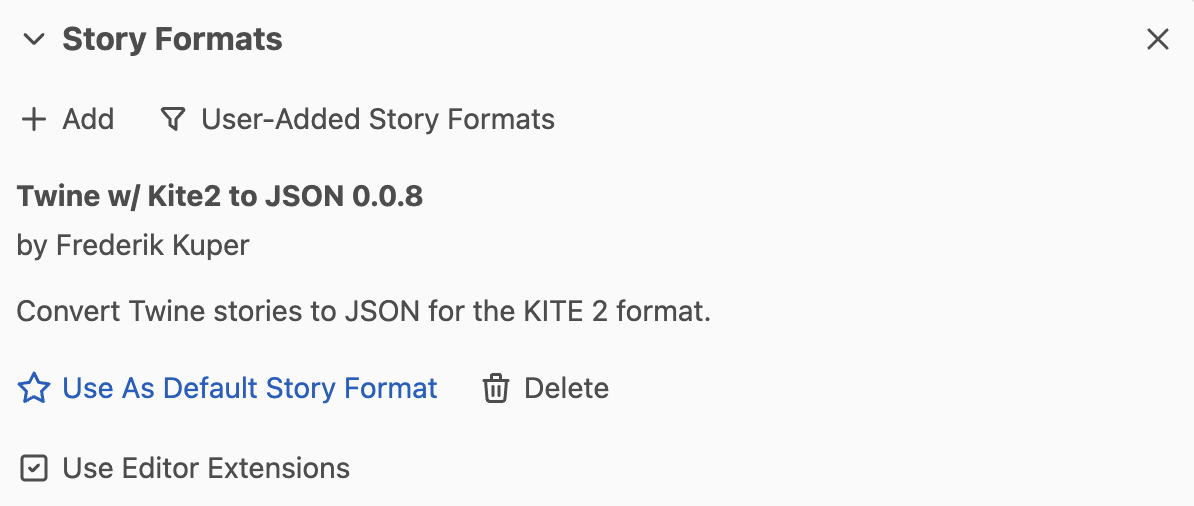 Story Formats
Add User-Added Story Formats
Twine w/ Kite2 to JSON 0.0.8
by Frederik Kuper
Convert Twine stories to JSON for the KITE 2 format.
Use As Default Story Format Delete
Use Editor Extensions